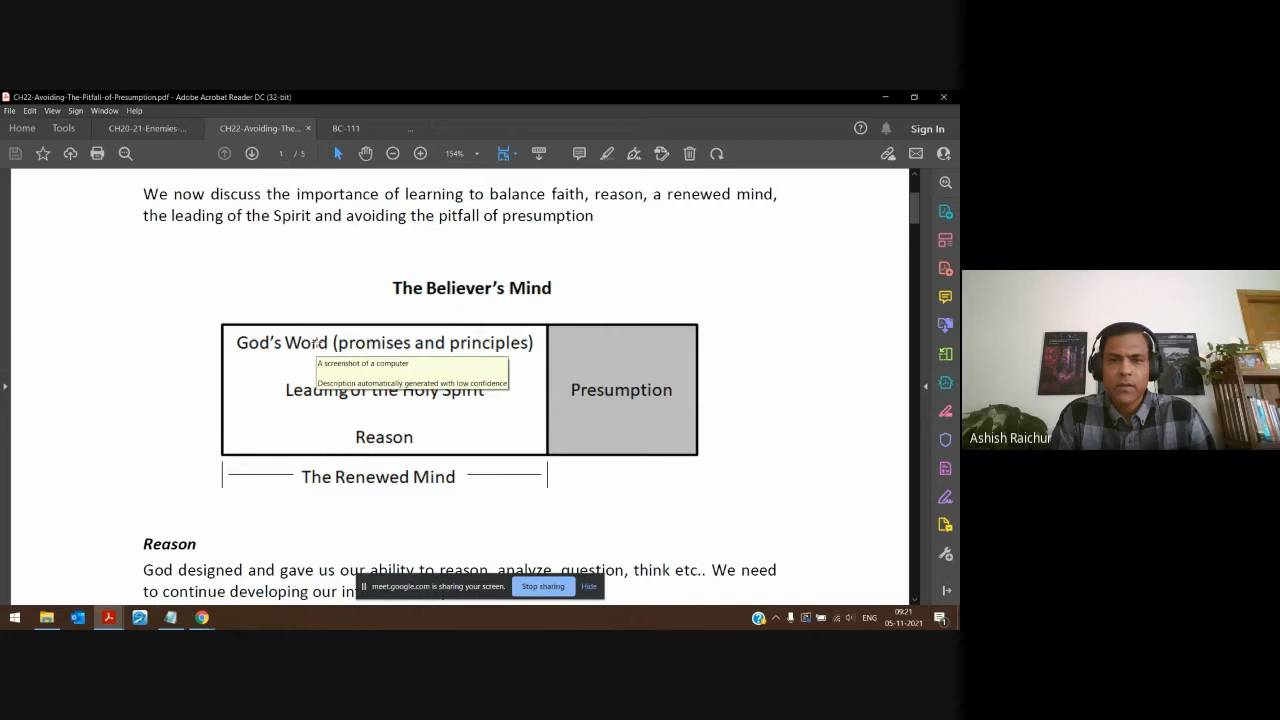 CH22-Avoiding-The-Pitfall-of-Presumption.pdf - Adobe Acrobat Reader DC (32-bit)
File Edit View Sign Window Help
Home Tools CH20-21-Enemies-... CH22-Avoiding-The... × BC-111 ... Sign In
1 / 5 154%
We now discuss the importance of learning to balance faith, reason, a renewed mind,
the leading of the Spirit and avoiding the pitfall of presumption
The Believer's Mind
God's Word (promises and principles)
A screenshot of a computer
Description automatically generated with low confidence
Leading of the Holy Spirit
Presumption
Reason
The Renewed Mind
Ashish Raichur
Reason
God designed and gave us our ability to reason, analyze, question, think etc.. We need
meet.google.com is sharing your screen. Stop sharing Hide
to continue developing our
ENG
09:21
05-11-2021